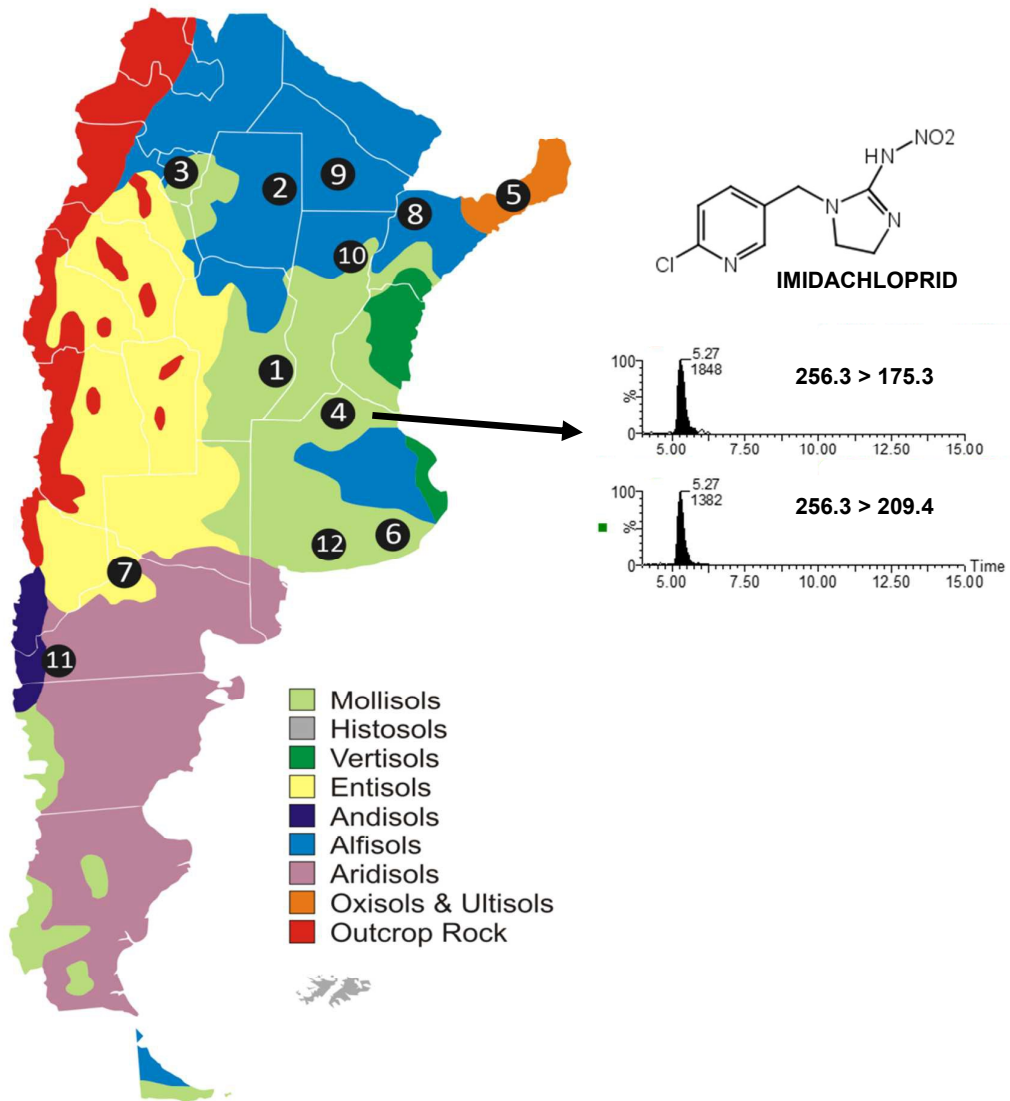 3
2
9
5
8
10
1
4
12
6
7
11
Mollisols
Histosols
Vertisols
Entisols
Andisols
Alfisols
Aridisols
Oxisols & Ultisols
Outcrop Rock
NO2
HN
N
N
Cl
N
IMIDACHLOPRID
100
%
0
5.27
1848
256.3 > 175.3
5.00 7.50 10.00 12.50 15.00
100
%
0
5.27
1382
256.3 > 209.4
Time
5.00 7.50 10.00 12.50 15.00